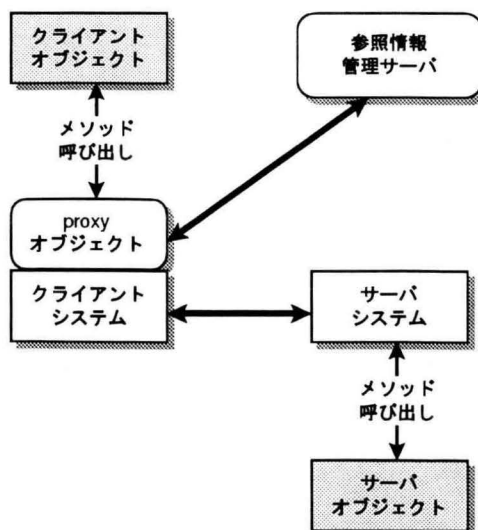 クライアント
オブジェクト
参照情報
管理サーバ
メソッド
呼び出し
proxy
オブジェクト
クライアント
システム
サーバ
システム
メソッド
呼び出し
サーバ
オブジェクト